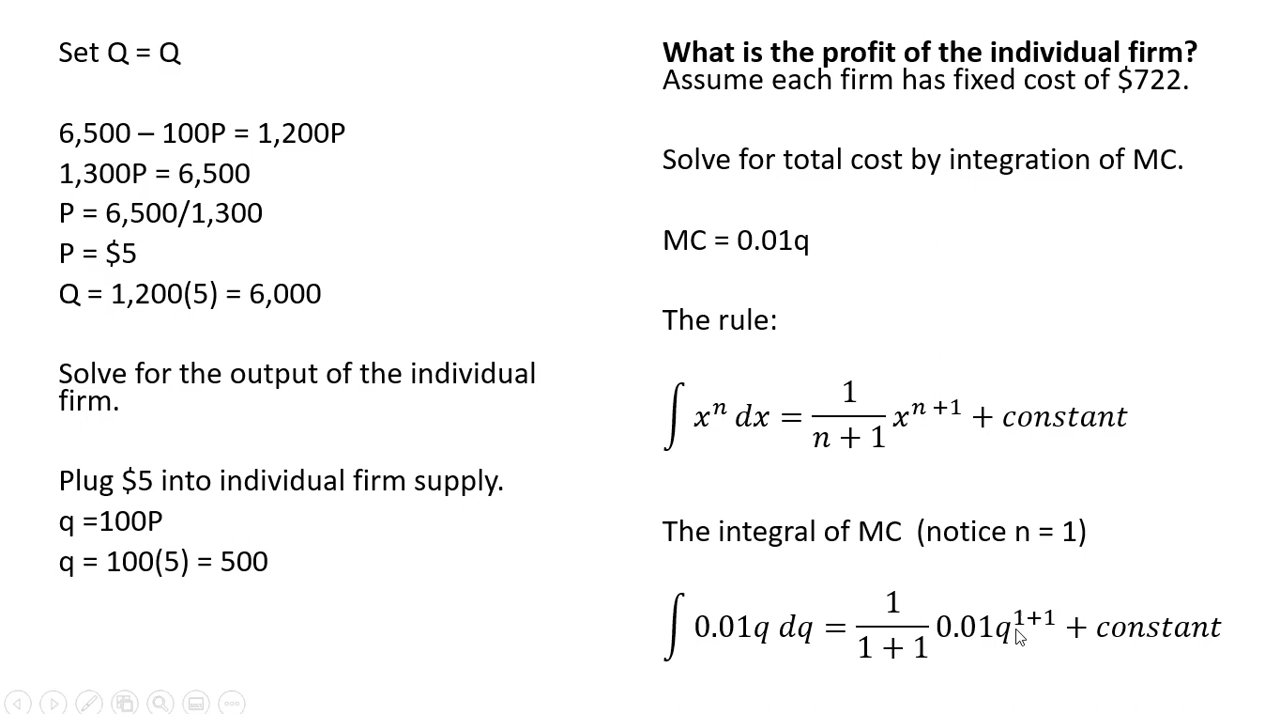 Set Q = Q
6,500 – 100P = 1,200P
1,300P = 6,500
P = 6,500/1,300
P = $5
Q = 1,200(5) = 6,000
Solve for the output of the individual
firm.
Plug $5 into individual firm supply.
q =100P
q = 100(5) = 500
What is the profit of the individual firm?
Assume each firm has fixed cost of $722.
Solve for total cost by integration of MC.
MC = 0.01q
The rule:
∫ xⁿ dx = 1/(n + 1) xⁿ ⁺¹ + constant
The integral of MC  (notice n = 1)
∫ 0.01q dq = 1/(1 + 1) 0.01q¹⁺¹ + constant